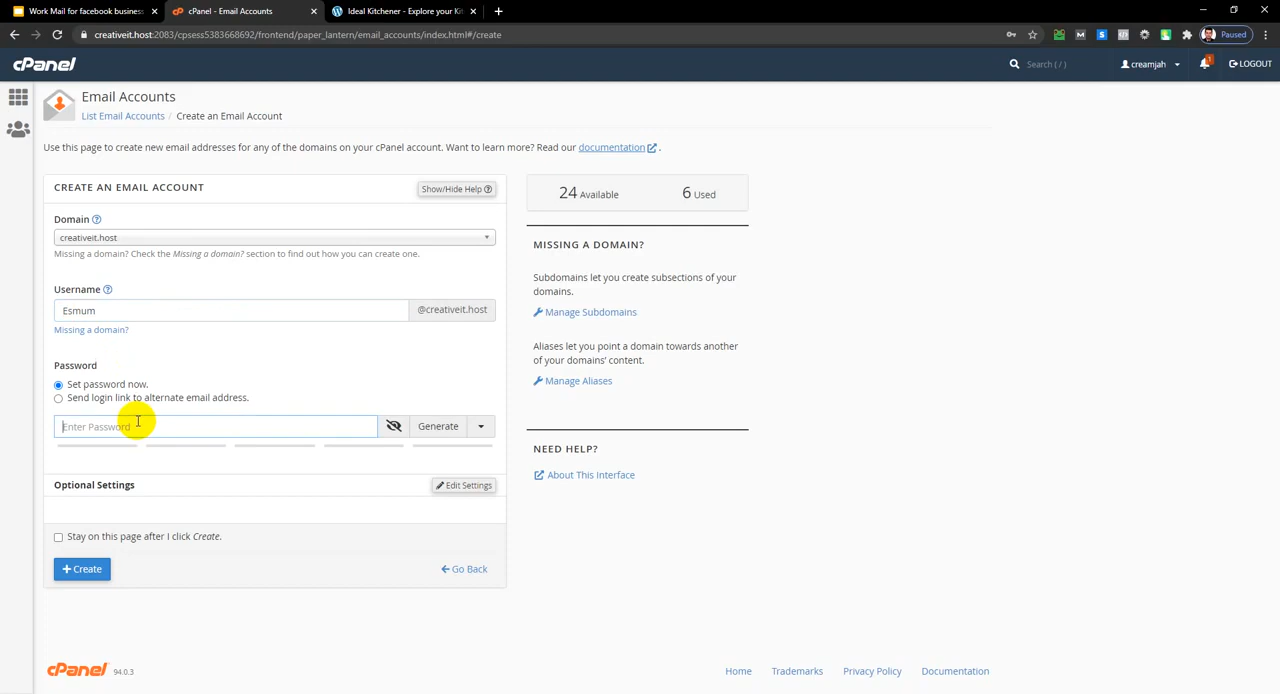 Work Mail for facebook business
cPanel - Email Accounts
Ideal Kitchener - Explore your Kit
creativeit.host:2083/cpsess5383668692/frontend/paper_lantern/email_accounts/index.html#/create
Paused
cPanel
Search ( / )
creamjah
1
LOGOUT
Email Accounts
List Email Accounts / Create an Email Account
Use this page to create new email addresses for any of the domains on your cPanel account. Want to learn more? Read our documentation .
CREATE AN EMAIL ACCOUNT
Show/Hide Help
24 Available
6 Used
Domain
creativeit.host
Missing a domain? Check the Missing a domain? section to find out how you can create one.
MISSING A DOMAIN?
Subdomains let you create subsections of your
domains.
Manage Subdomains
Aliases let you point a domain towards another
of your domains’ content.
Manage Aliases
Username
Esmum
@creativeit.host
Missing a domain?
Password
Set password now.
Send login link to alternate email address.
Enter Password
Generate
NEED HELP?
About This Interface
Optional Settings
Edit Settings
Stay on this page after I click Create.
Create
Go Back
cPanel 94.0.3
Home
Trademarks
Privacy Policy
Documentation